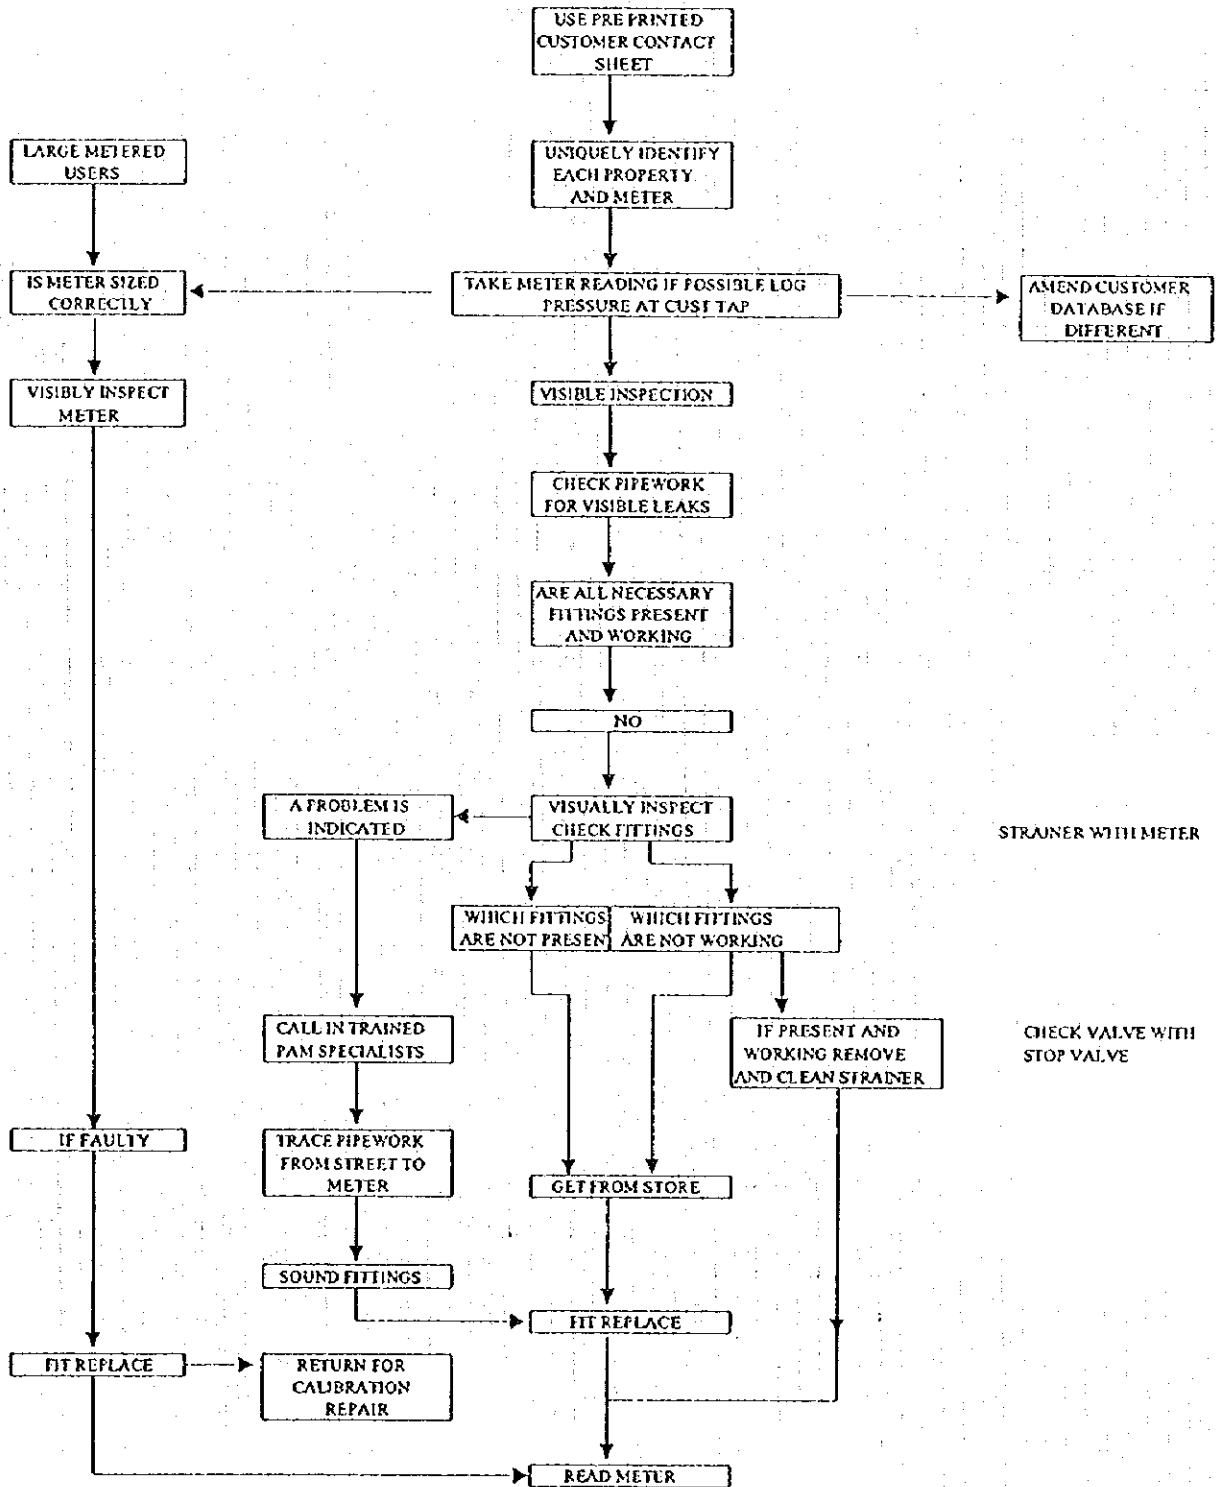 USE PRE PRINTED
CUSTOMER CONTACT
SHEET
LARGE METERED
USERS
UNIQUELY IDENTIFY
EACH PROPERTY
AND METER
IS METER SIZED
CORRECTLY
TAKE METER READING IF POSSIBLE LOG
PRESSURE AT CUST TAP
AMEND CUSTOMER
DATABASE IF
DIFFERENT
VISIBLY INSPECT
METER
VISIBLE INSPECTION
CHECK PIPEWORK
FOR VISIBLE LEAKS
ARE ALL NECESSARY
FITTINGS PRESENT
AND WORKING
NO
A PROBLEM IS
INDICATED
VISUALLY INSPECT
CHECK FITTINGS
STRAINER WITH METER
WHICH FITTINGS
ARE NOT PRESEN
WHICH FITTINGS
ARE NOT WORKING
CALL IN TRAINED
PAM SPECIALISTS
IF PRESENT AND
WORKING REMOVE
AND CLEAN STRAINER
CHECK VALVE WITH
STOP VALVE
IF FAULTY
TRACE PIPEWORK
FROM STREET TO
METER
GET FROM STORE
SOUND FITTINGS
FIT REPLACE
FIT REPLACE
RETURN FOR
CALIBRATION
REPAIR
READ METER